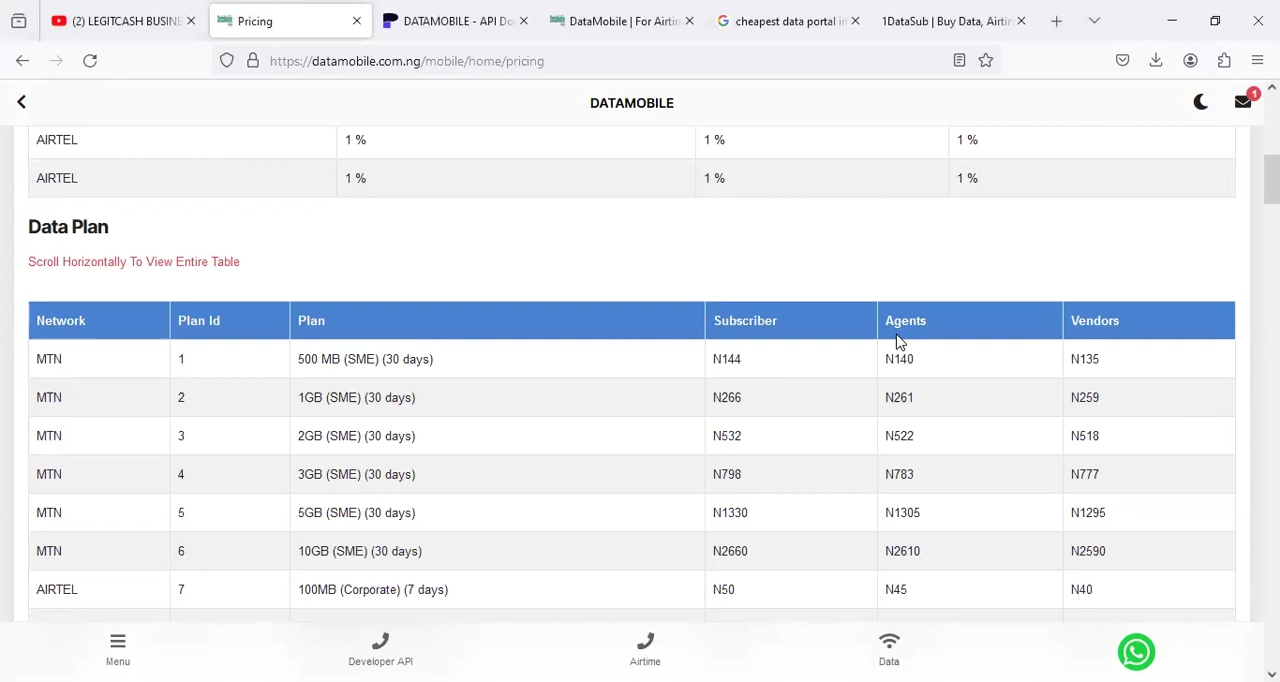 (2) LEGITCASH BUSINE
Pricing
DATAMOBILE - API Do
DataMobile | For Airtin
cheapest data portal in
1DataSub | Buy Data, Airtin
https://datamobile.com.ng/mobile/home/pricing
DATAMOBILE
1
AIRTEL 1 % 1 % 1 %
AIRTEL 1 % 1 % 1 %
Data Plan
Scroll Horizontally To View Entire Table
Network Plan Id Plan Subscriber Agents Vendors
MTN 1 500 MB (SME) (30 days) N144 N140 N135
MTN 2 1GB (SME) (30 days) N266 N261 N259
MTN 3 2GB (SME) (30 days) N532 N522 N518
MTN 4 3GB (SME) (30 days) N798 N783 N777
MTN 5 5GB (SME) (30 days) N1330 N1305 N1295
MTN 6 10GB (SME) (30 days) N2660 N2610 N2590
AIRTEL 7 100MB (Corporate) (7 days) N50 N45 N40
Menu
Developer API
Airtime
Data